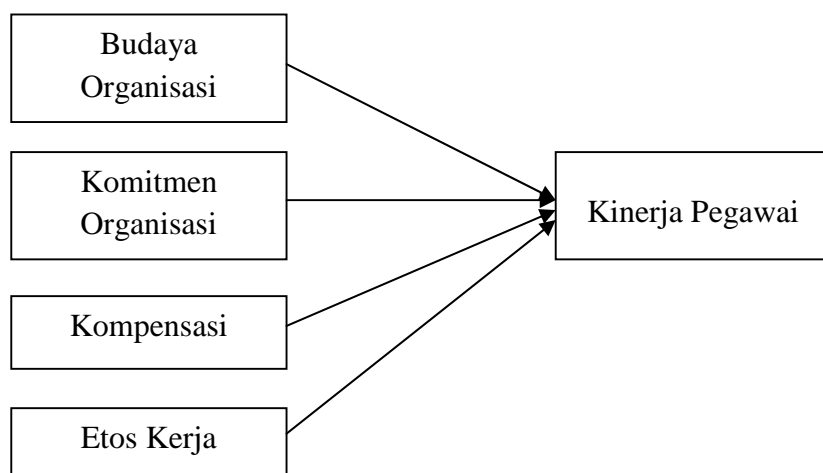 Budaya
Organisasi
Komitmen
Organisasi
Kinerja Pegawai
Kompensasi
Etos Kerja